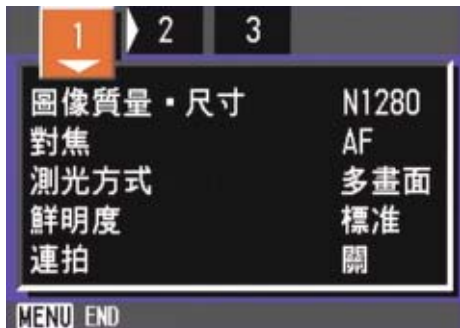 1 2 3
圖像質量・尺寸 N1280
對焦 AF
測光方式 多畫面
鮮明度 標准
連拍 關
MENU END